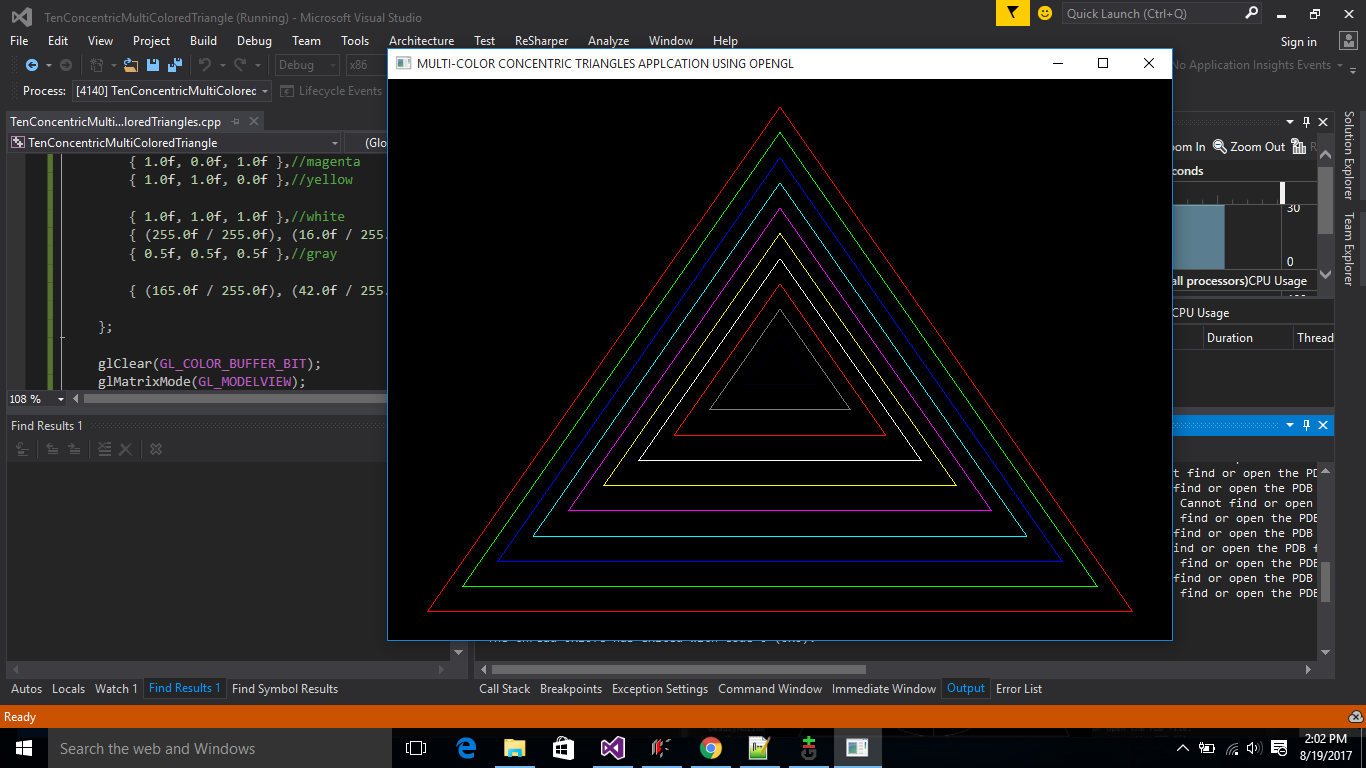 TenConcentricMultiColoredTriangle (Running) - Microsoft Visual Studio
Quick Launch (Ctrl+Q)
File Edit View Project Build Debug Team Tools Architecture Test ReSharper Analyze Window Help
Sign in
Debug x86
No Application Insights Events
Process: [4140] TenConcentricMultiColorec Lifecycle Events
MULTI-COLOR CONCENTRIC TRIANGLES APPLCATION USING OPENGL
TenConcentricMulti...loredTriangles.cpp
TenConcentricMultiColoredTriangle (Glo
{ 1.0f, 0.0f, 1.0f },//magenta
{ 1.0f, 1.0f, 0.0f },//yellow
{ 1.0f, 1.0f, 1.0f },//white
{ (255.0f / 255.0f), (16.0f / 255.
{ 0.5f, 0.5f, 0.5f },//gray
{ (165.0f / 255.0f), (42.0f / 255.
};
glClear(GL_COLOR_BUFFER_BIT);
glMatrixMode(GL_MODELVIEW);
108 %
Find Results 1
oom In Zoom Out
conds
30
0
all processors)CPU Usage
CPU Usage
Duration Thread
Solution Explorer
Team Explorer
t find or open the PD
find or open the PDB
Cannot find or open
find or open the PDE
find or open the PDB
ind or open the PDB f
find or open the PDE
find or open the PDB
find or open the PDE
Autos Locals Watch 1 Find Results 1 Find Symbol Results
Call Stack Breakpoints Exception Settings Command Window Immediate Window Output Error List
Ready
Search the web and Windows
2:02 PM
8/19/2017